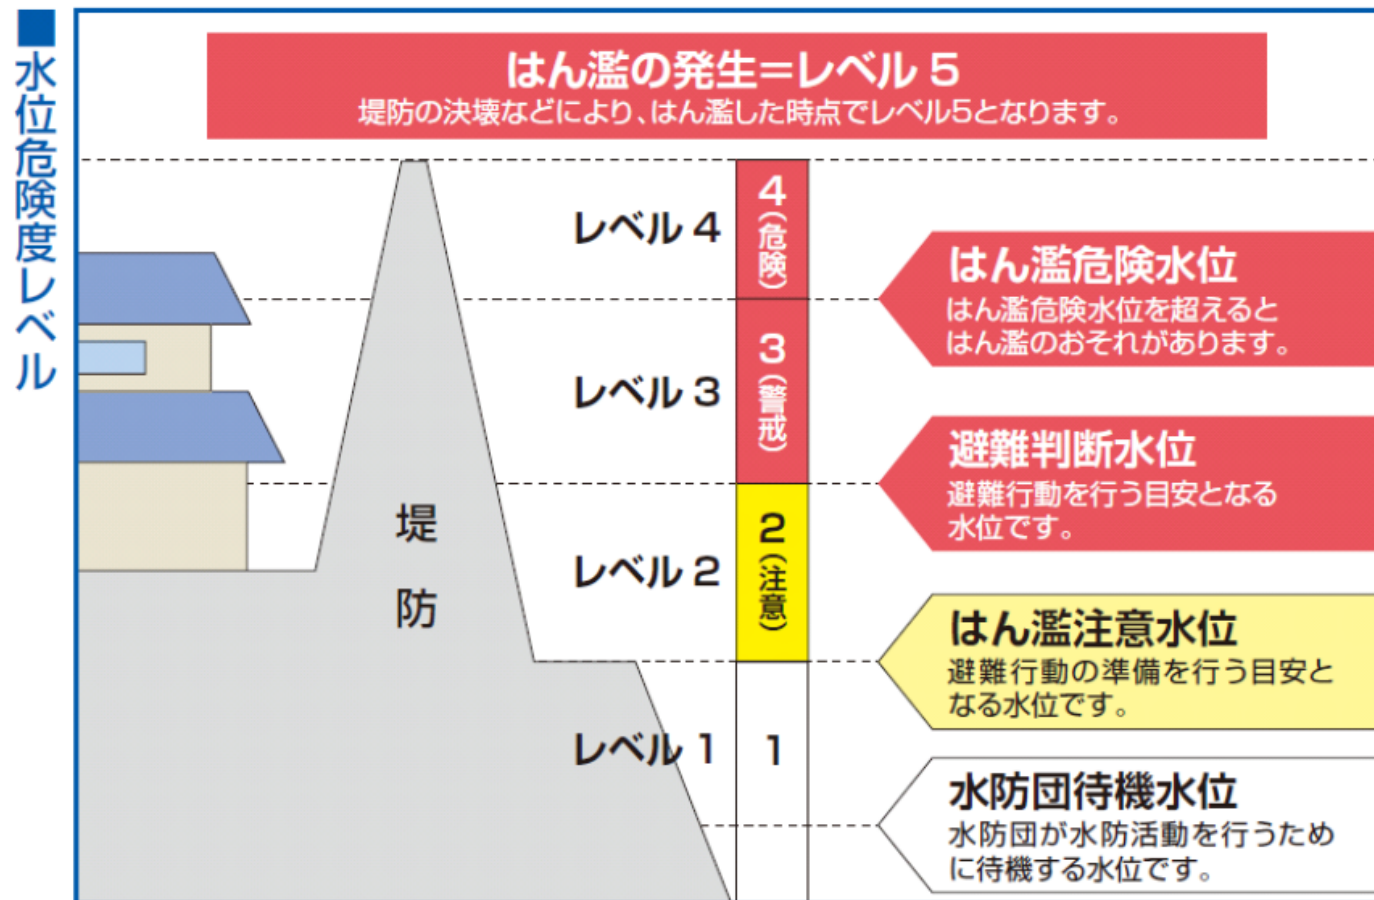 ■水位危険度レベル
はん濫の発生=レベル5
堤防の決壊などにより、はん濫した時点でレベル5となります。
レベル4
4(危険)
はん濫危険水位
はん濫危険水位を超えると
はん濫のおそれがあります。
レベル3
3(警戒)
避難判断水位
避難行動を行う目安となる
水位です。
堤防
レベル2
2(注意)
はん濫注意水位
避難行動の準備を行う目安と
なる水位です。
レベル1
1
水防団待機水位
水防団が水防活動を行うため
に待機する水位です。